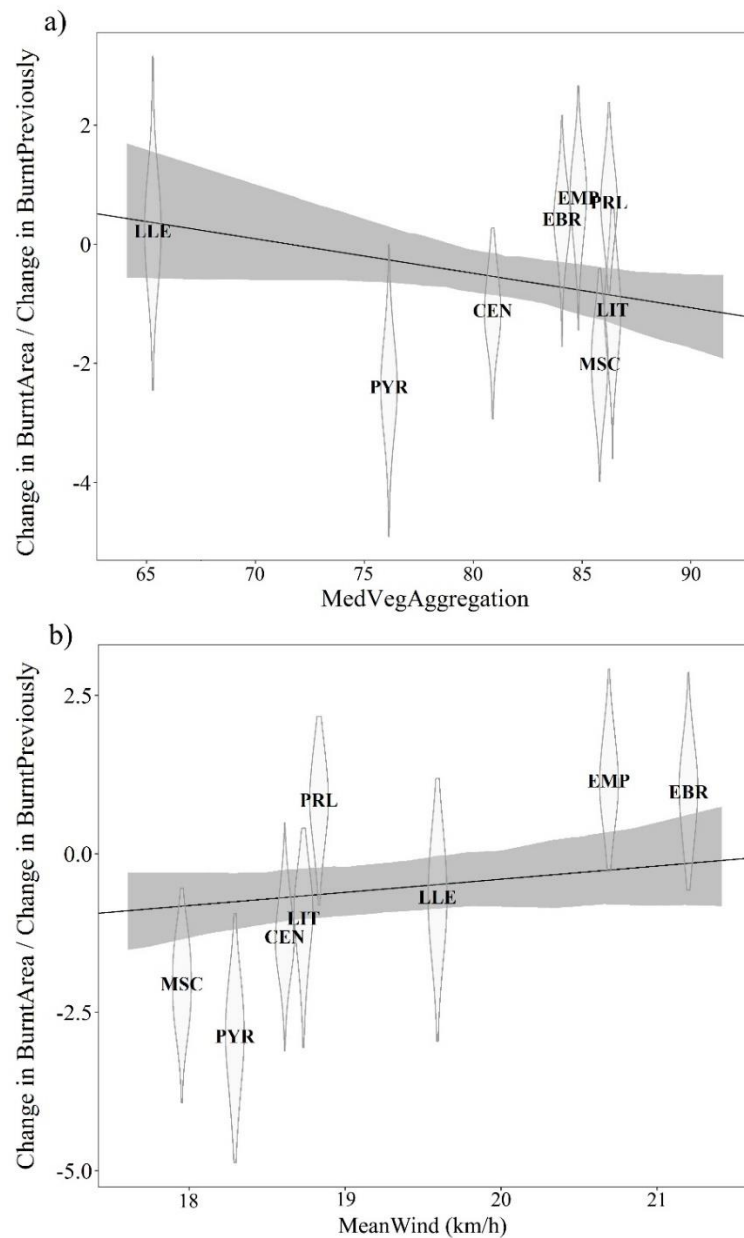 a)
Change in BurntArea / Change in BurntPreviously
2
0
-2
-4
EMP
PRL
EBR
LLE
CEN
LIT
MSC
PYR
65
70
75
80
85
90
MedVegAggregation
b)
Change in BurntArea / Change in BurntPreviously
2.5
0.0
-2.5
-5.0
EMP
EBR
PRL
LLE
LIT
CEN
MSC
PYR
18
19
20
21
MeanWind (km/h)